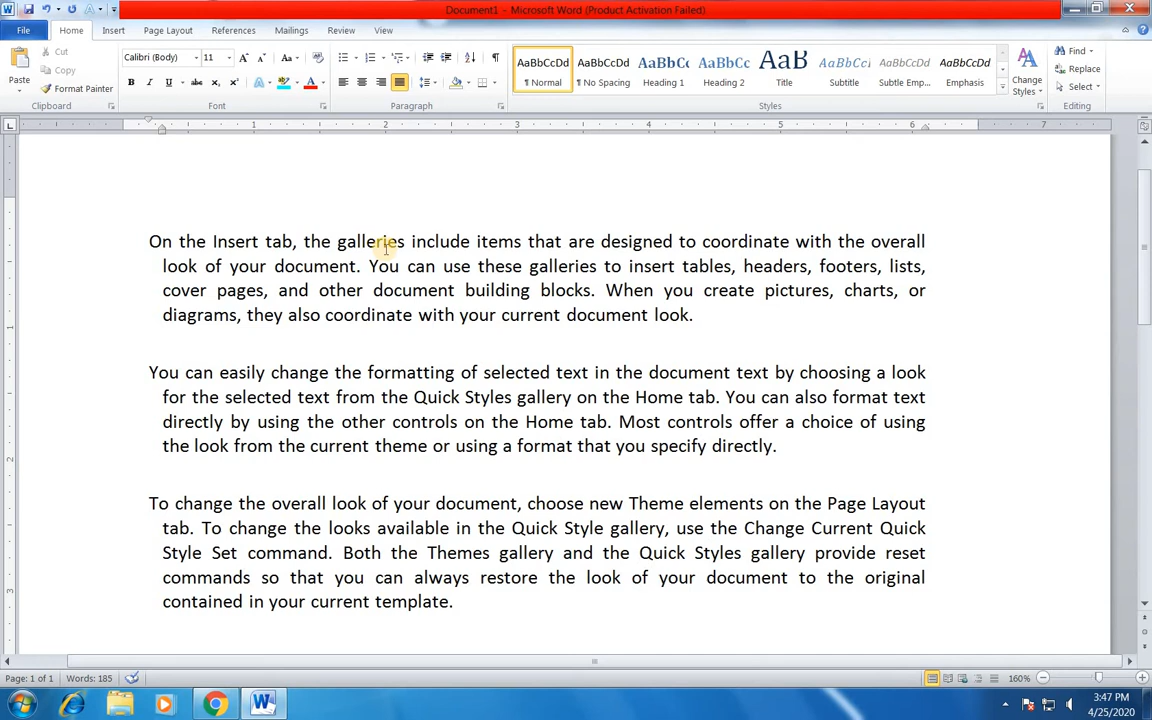 Document1 - Microsoft Word (Product Activation Failed)
File Home Insert Page Layout References Mailings Review View
Paste
Cut
Copy
Format Painter
Clipboard
Calibri (Body) 11
Font
Paragraph
AaBbCcDd AaBbCcDd AaBbCc AaBbCc AaB AaBbCcI AaBbCcDd AaBbCcDd
¶ Normal ¶ No Spacing Heading 1 Heading 2 Title Subtitle Subtle Emp... Emphasis
Change Styles
Styles
Find
Replace
Select
Editing
1 2 3 4 5 6 7
On the Insert tab, the galleries include items that are designed to coordinate with the overall
look of your document. You can use these galleries to insert tables, headers, footers, lists,
cover pages, and other document building blocks. When you create pictures, charts, or
diagrams, they also coordinate with your current document look.
You can easily change the formatting of selected text in the document text by choosing a look
for the selected text from the Quick Styles gallery on the Home tab. You can also format text
directly by using the other controls on the Home tab. Most controls offer a choice of using
the look from the current theme or using a format that you specify directly.
To change the overall look of your document, choose new Theme elements on the Page Layout
tab. To change the looks available in the Quick Style gallery, use the Change Current Quick
Style Set command. Both the Themes gallery and the Quick Styles gallery provide reset
commands so that you can always restore the look of your document to the original
contained in your current template.
Page: 1 of 1 Words: 185 160%
3:47 PM
4/25/2020